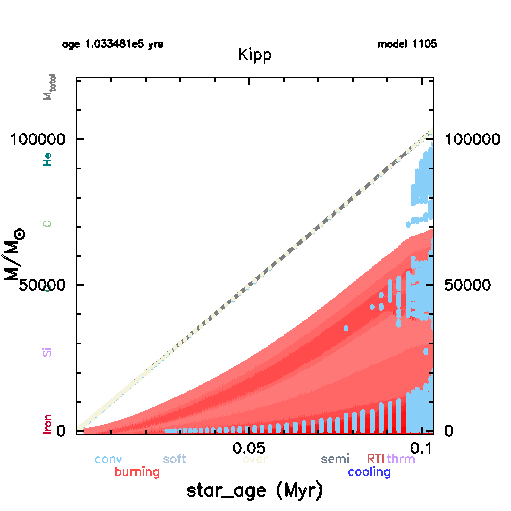 age 1.033481e5 yrs
model 1105
Kipp
M_total
He
C
Si
Iron
M/M⊙
100000
50000
0
100000
50000
0
0.05
0.1
conv
soft
semi
RTI
thrm
burning
cooling
star_age (Myr)